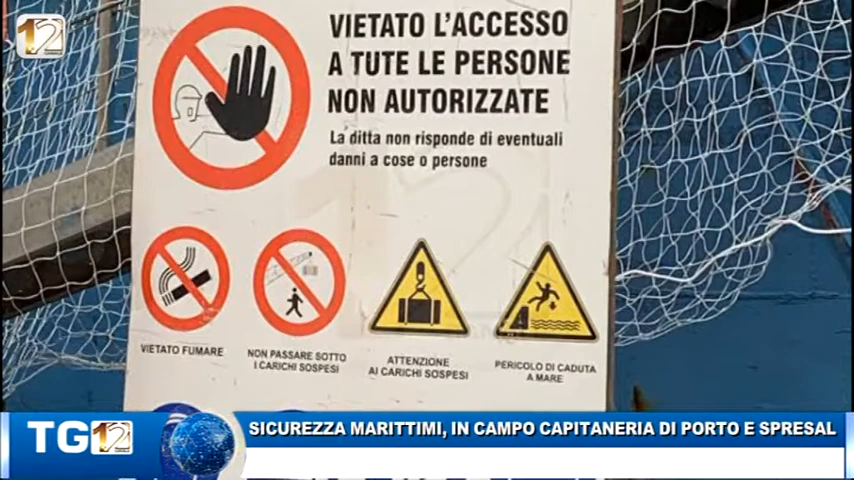 12
VIETATO L'ACCESSO
A TUTE LE PERSONE
NON AUTORIZZATE
La ditta non risponde di eventuali
danni a cose o persone
12
VIETATO FUMARE
NON PASSARE SOTTO
I CARICHI SOSPESI
ATTENZIONE
AI CARICHI SOSPESI
PERICOLO DI CADUTA
A MARE
TG12
SICUREZZA MARITTIMI, IN CAMPO CAPITANERIA DI PORTO E SPRESAL